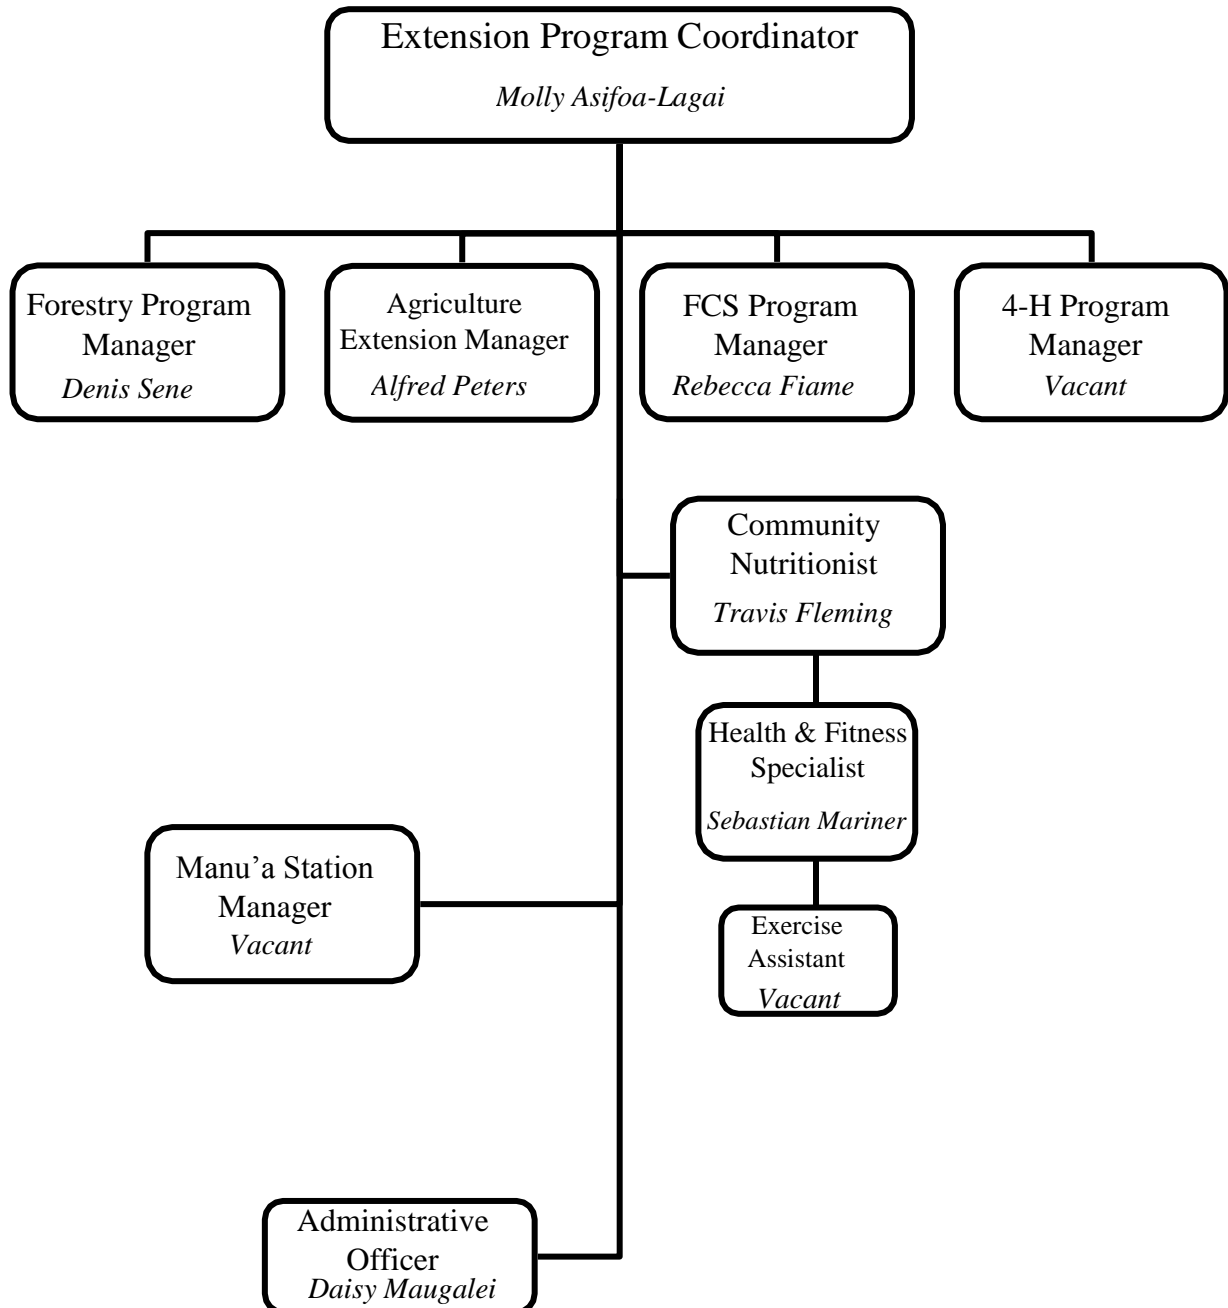 Extension Program Coordinator
Molly Asifoa-Lagai
Forestry Program
Manager
Denis Sene
Agriculture
Extension Manager
Alfred Peters
FCS Program
Manager
Rebecca Fiame
4-H Program
Manager
Vacant
Community
Nutritionist
Travis Fleming
Health & Fitness
Specialist
Sebastian Mariner
Manu’a Station
Manager
Vacant
Exercise
Assistant
Vacant
Administrative
Officer
Daisy Maugalei